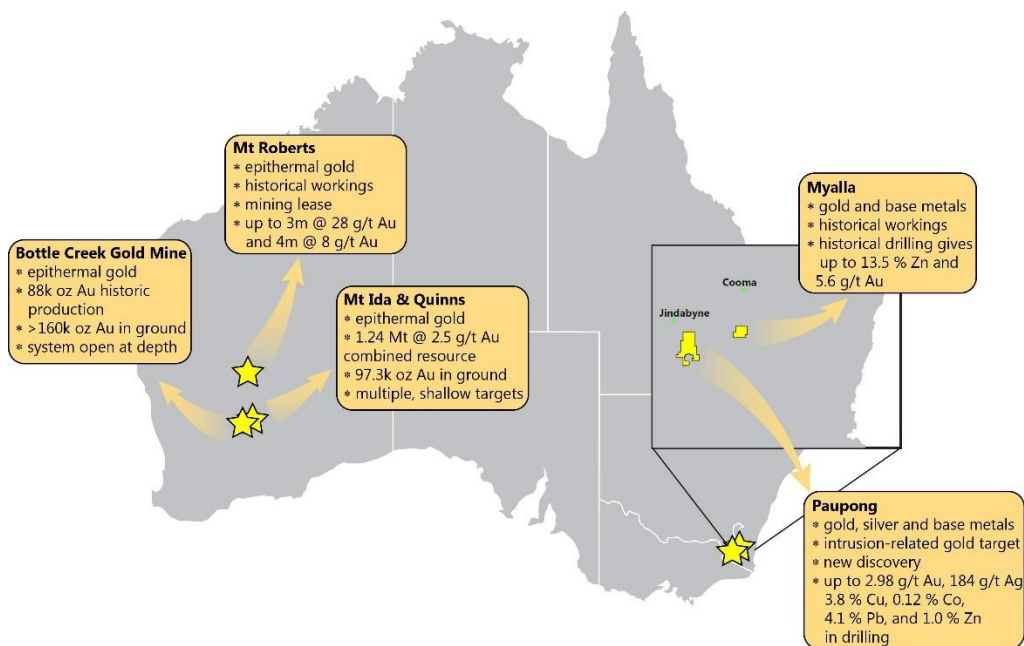 Mt Roberts
* epithermal gold
* historical workings
* mining lease
* up to 3m @ 28 g/t Au
and 4m @ 8 g/t Au
Bottle Creek Gold Mine
* epithermal gold
* 88k oz Au historic
production
* >160k oz Au in ground
* system open at depth
Mt Ida & Quinns
* epithermal gold
* 1.24 Mt @ 2.5 g/t Au
combined resource
* 97.3k oz Au in ground
* multiple, shallow targets
Myalla
* gold and base metals
* historical workings
* historical drilling gives
up to 13.5 % Zn and
5.6 g/t Au
Cooma
Jindabyne
Paupong
* gold, silver and base metals
* intrusion-related gold target
* new discovery
* up to 2.98 g/t Au, 184 g/t Ag
3.8 % Cu, 0.12 % Co,
4.1 % Pb, and 1.0 % Zn
in drilling